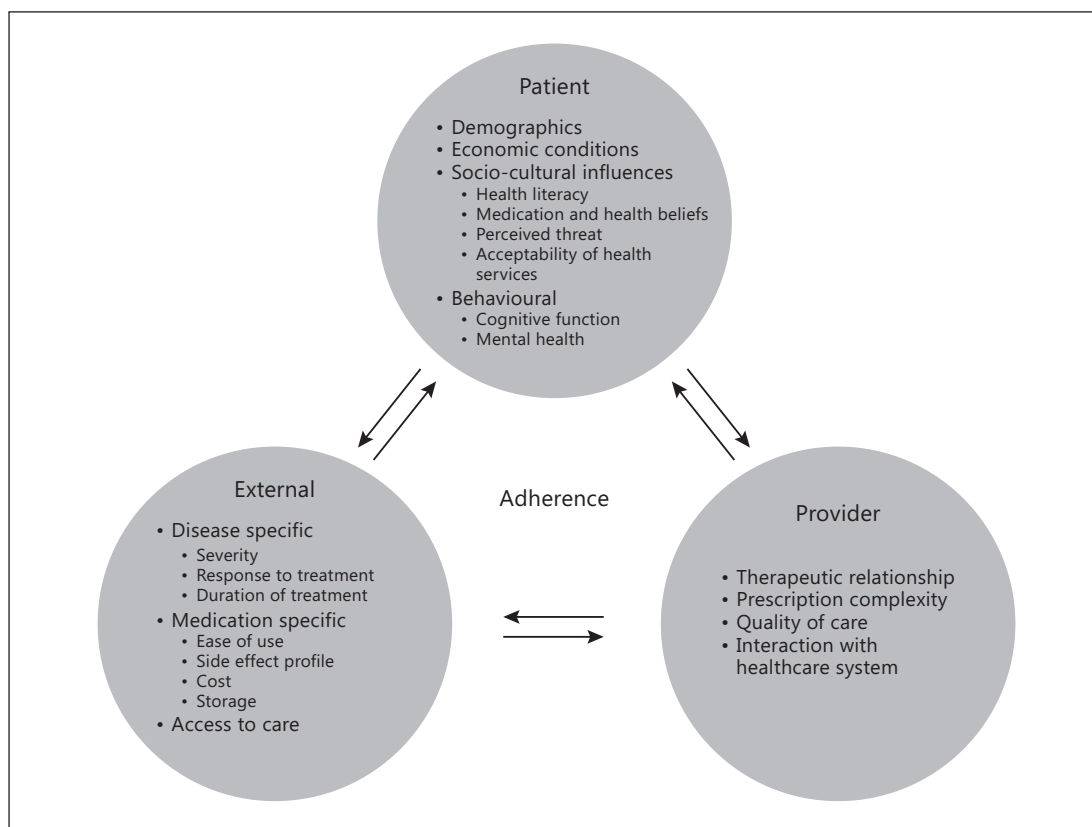 Patient
• Demographics
• Economic conditions
• Socio-cultural influences
• Health literacy
• Medication and health beliefs
• Perceived threat
• Acceptability of health
services
• Behavioural
• Cognitive function
• Mental health
External
• Disease specific
• Severity
• Response to treatment
• Duration of treatment
• Medication specific
• Ease of use
• Side effect profile
• Cost
• Storage
• Access to care
Adherence
Provider
• Therapeutic relationship
• Prescription complexity
• Quality of care
• Interaction with
healthcare system